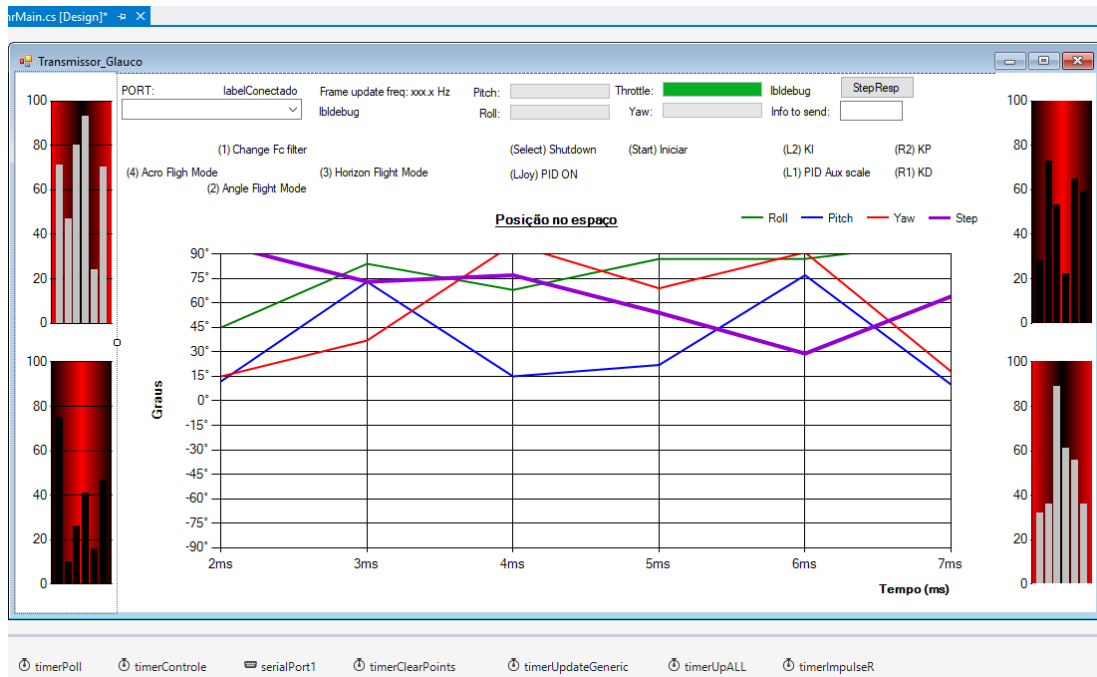 nrMain.cs [Design]*
Transmissor_Glauco
PORT: labelConectado Frame update freq: xxx.x Hz Pitch: Throttle: lbldebug StepResp
lbldebug Roll: Yaw: Info to send:
(1) Change Fc filter (Select) Shutdown (Start) Iniciar (L2) KI (R2) KP
(4) Acro Fligh Mode (3) Horizon Flight Mode (LJoy) PID ON (L1) PID Aux scale (R1) KD
(2) Angle Flight Mode
Posição no espaço
Roll Pitch Yaw Step
100
80
60
40
20
0
100
80
60
40
20
0
90°
75°
60°
45°
30°
15°
0°
-15°
-30°
-45°
-60°
-75°
-90°
Graus
2ms 3ms 4ms 5ms 6ms 7ms
Tempo (ms)
100
80
60
40
20
0
100
80
60
40
20
0
timerPoll timerControle serialPort1 timerClearPoints timerUpdateGeneric timerUpALL timerImpulseR